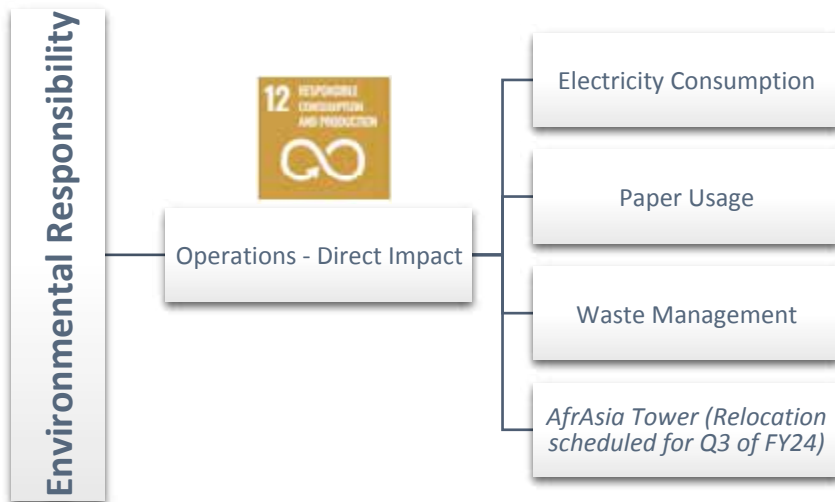 Environmental Responsibility
12 RESPONSIBLE
CONSUMPTION
AND PRODUCTION
Operations - Direct Impact
Electricity Consumption
Paper Usage
Waste Management
AfrAsia Tower (Relocation
scheduled for Q3 of FY24)